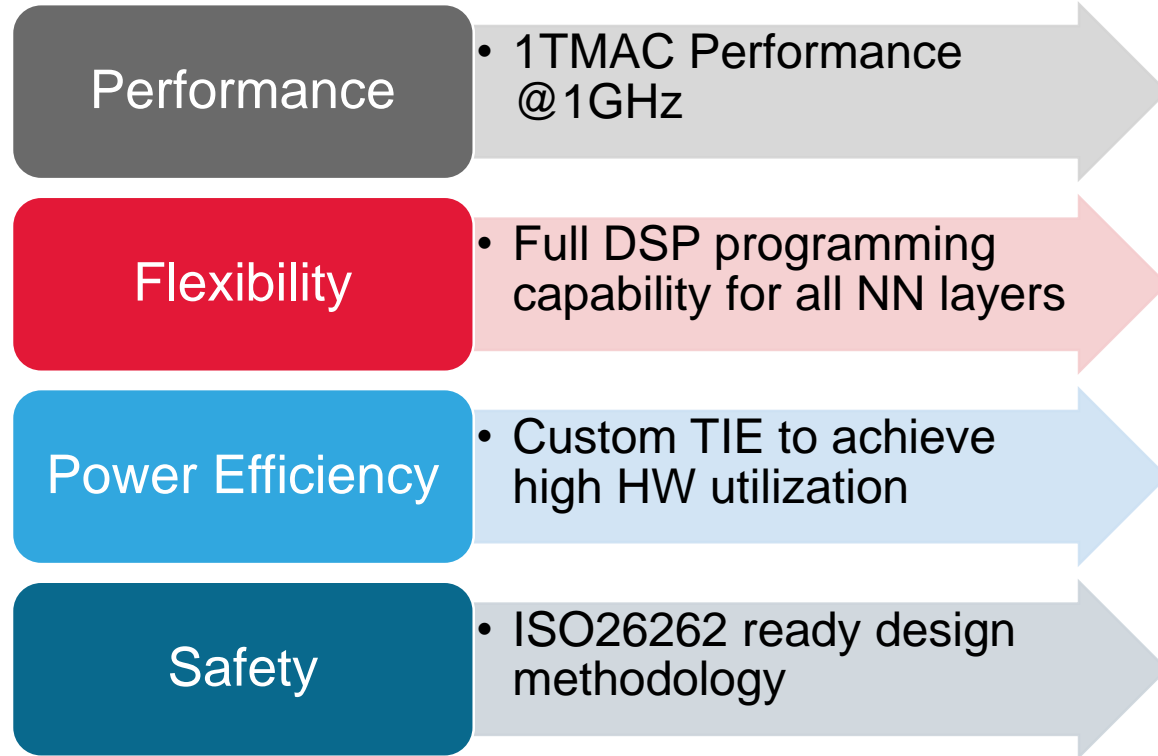 Performance
• 1TMAC Performance
@1GHz
Flexibility
• Full DSP programming
capability for all NN layers
Power Efficiency
• Custom TIE to achieve
high HW utilization
Safety
• ISO26262 ready design
methodology